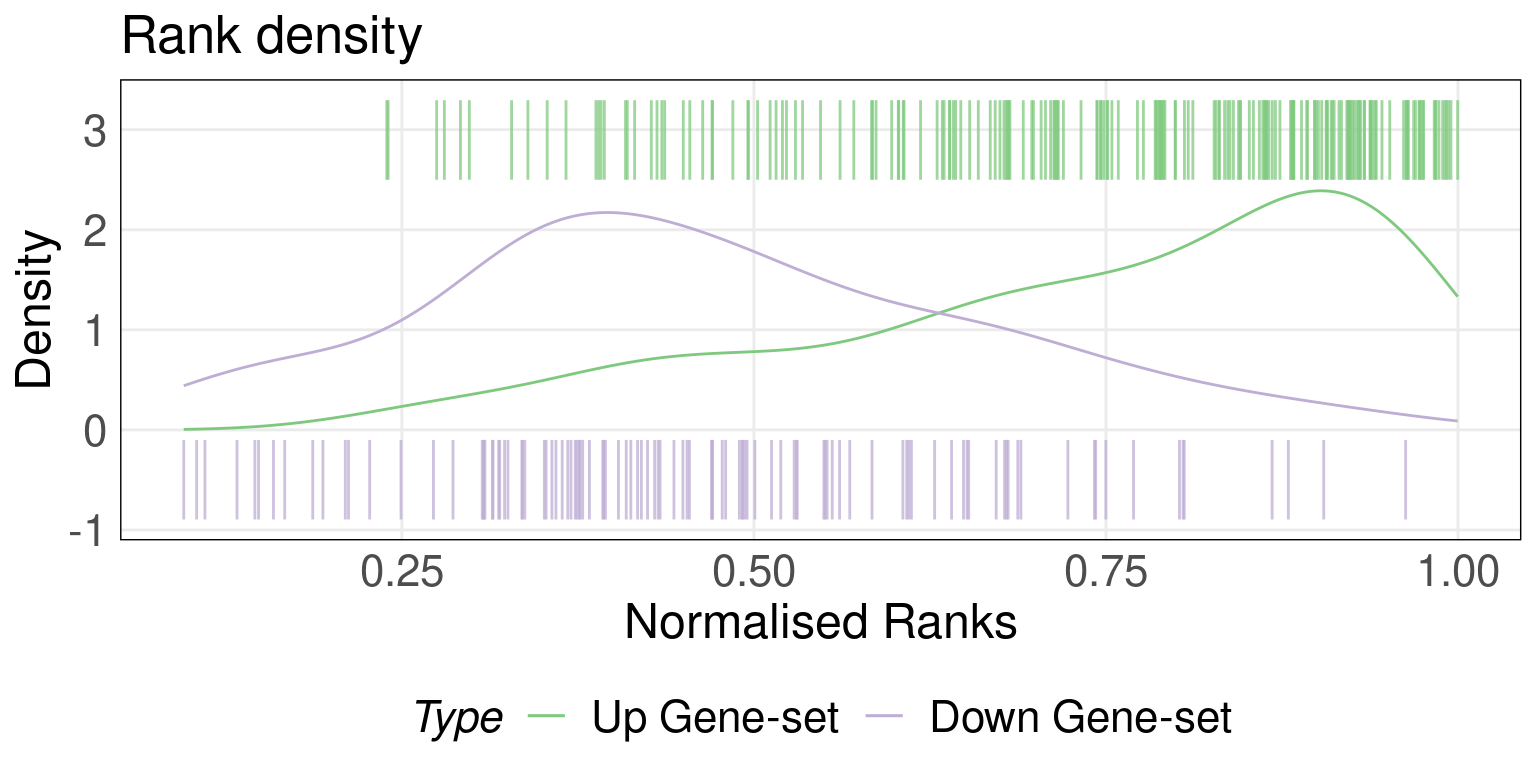 Rank density
Density
3
2
1
0
-1
0.25 0.50 0.75 1.00
Normalised Ranks
Type Up Gene-set Down Gene-set